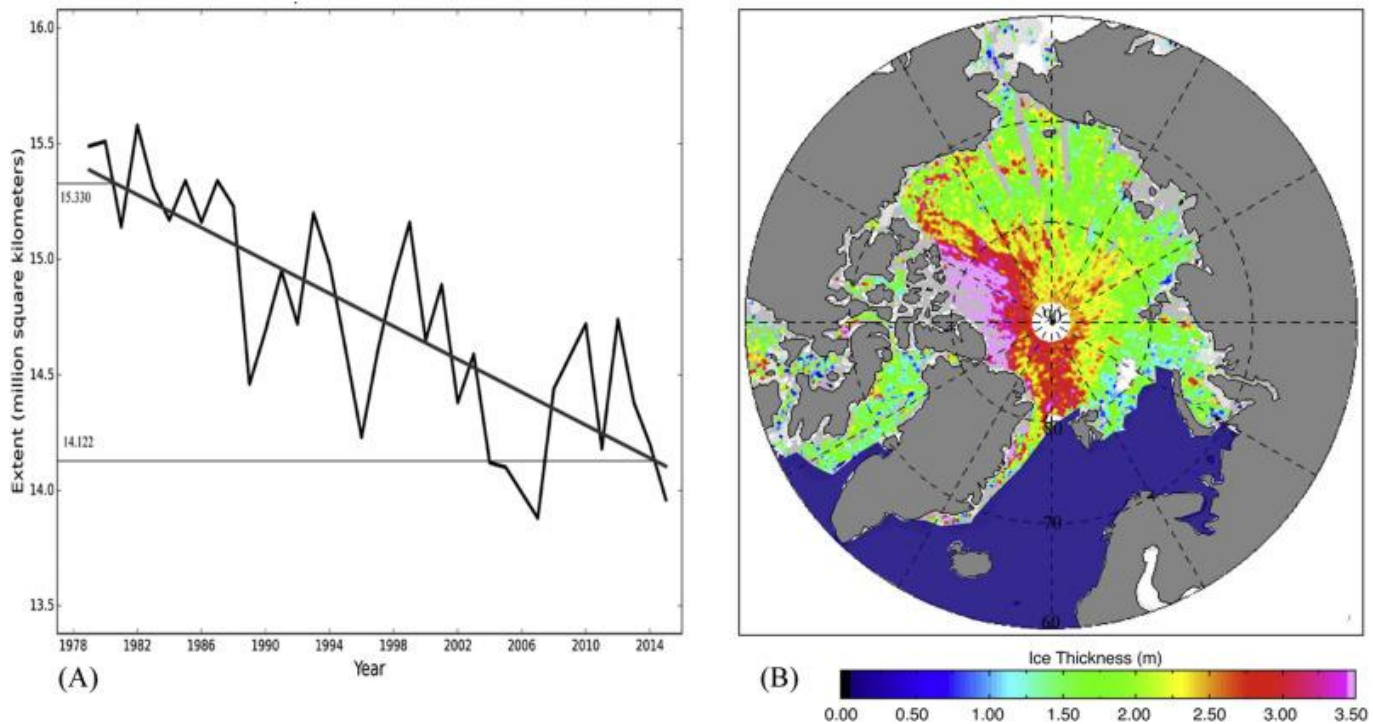 16.0
15.5
15.330
15.0
14.5
14.122
14.0
13.5
Extent (million square kilometers)
1978 1982 1986 1990 1994 1998 2002 2006 2010 2014
Year
(A)
90
80
70
60
(B)
Ice Thickness (m)
0.00 0.50 1.00 1.50 2.00 2.50 3.00 3.50